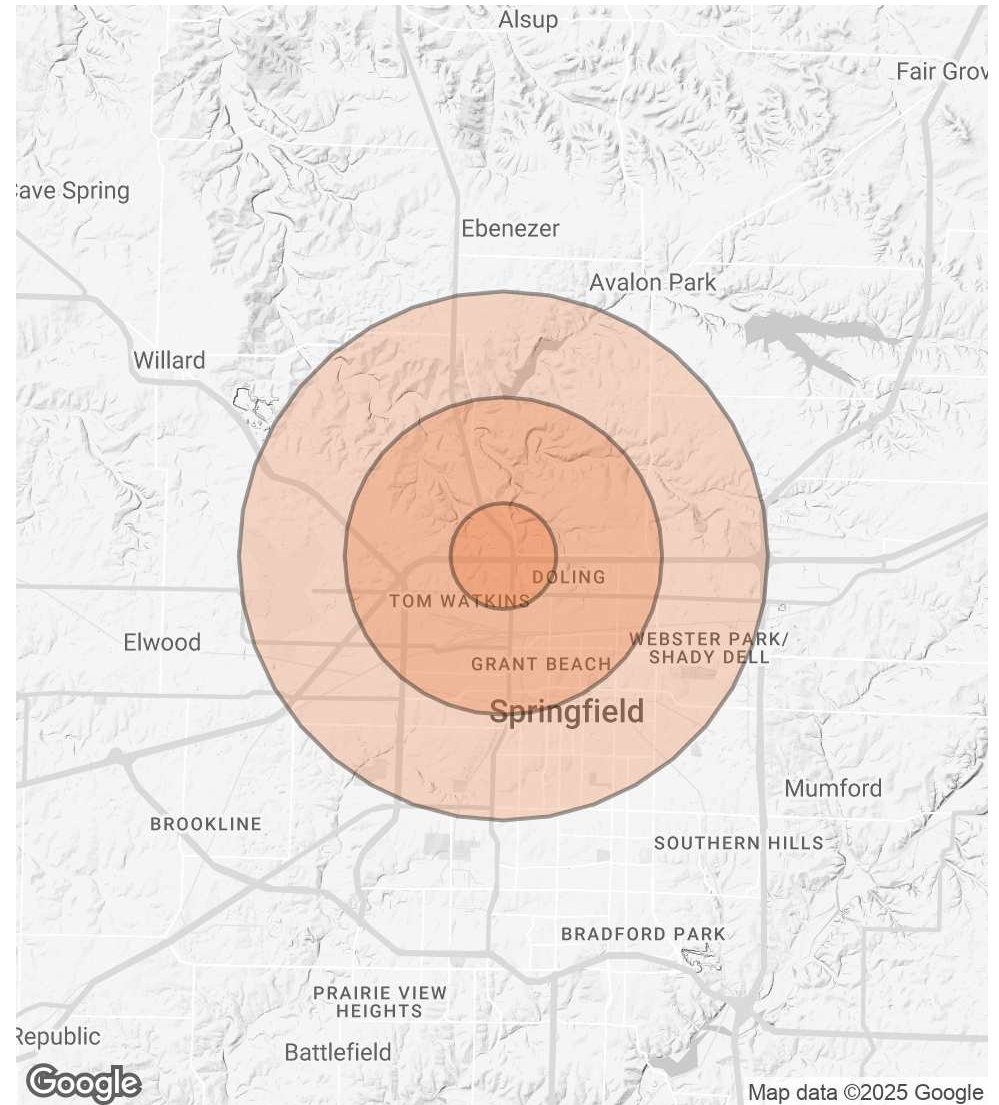 Alsup
Fair Grov
ave Spring
Ebenezer
Avalon Park
Willard
DOLING
TOM WATKINS
Elwood
WEBSTER PARK/
SHADY DELL
GRANT BEACH
Springfield
Mumford
BROOKLINE
SOUTHERN HILLS
BRADFORD PARK
PRAIRIE VIEW
HEIGHTS
Republic
Battlefield
Google
Map data ©2025 Google